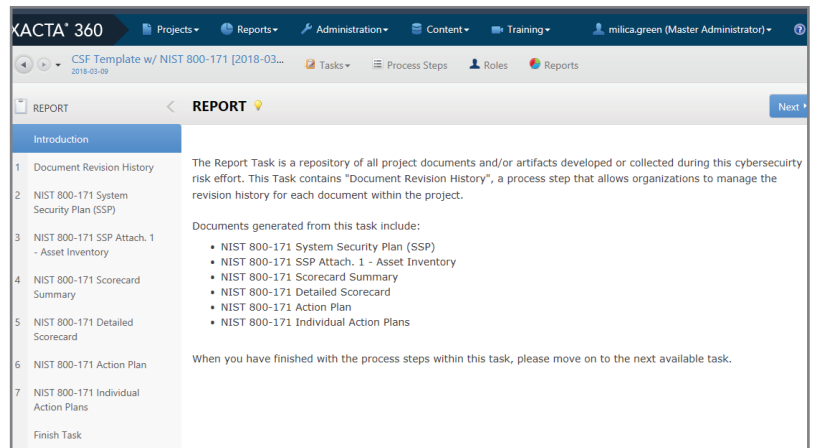 XACTA® 360
Projects
Reports
Administration
Content
Training
milica.green (Master Administrator)
CSF Template w/ NIST 800-171 [2018-03...
2018-03-09
Tasks
Process Steps
Roles
Reports
REPORT
REPORT
Next
Introduction
1 Document Revision History
2 NIST 800-171 System
Security Plan (SSP)
3 NIST 800-171 SSP Attach. 1
- Asset Inventory
4 NIST 800-171 Scorecard
Summary
5 NIST 800-171 Detailed
Scorecard
6 NIST 800-171 Action Plan
7 NIST 800-171 Individual
Action Plans
Finish Task
The Report Task is a repository of all project documents and/or artifacts developed or collected during this cybersecuirty
risk effort. This Task contains "Document Revision History", a process step that allows organizations to manage the
revision history for each document within the project.
Documents generated from this task include:
• NIST 800-171 System Security Plan (SSP)
• NIST 800-171 SSP Attach. 1 - Asset Inventory
• NIST 800-171 Scorecard Summary
• NIST 800-171 Detailed Scorecard
• NIST 800-171 Action Plan
• NIST 800-171 Individual Action Plans
When you have finished with the process steps within this task, please move on to the next available task.